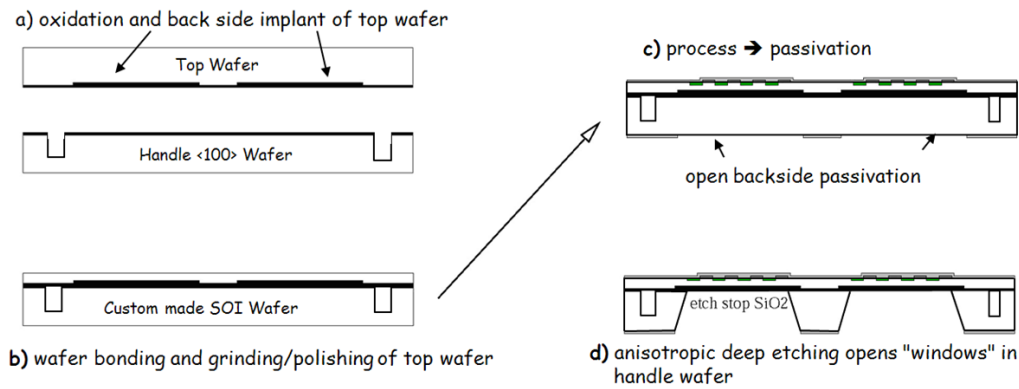 a) oxidation and back side implant of top wafer
Top Wafer
Handle <100> Wafer
Custom made SOI Wafer
b) wafer bonding and grinding/polishing of top wafer
c) process ➔ passivation
open backside passivation
etch stop SiO2
d) anisotropic deep etching opens "windows" in
handle wafer